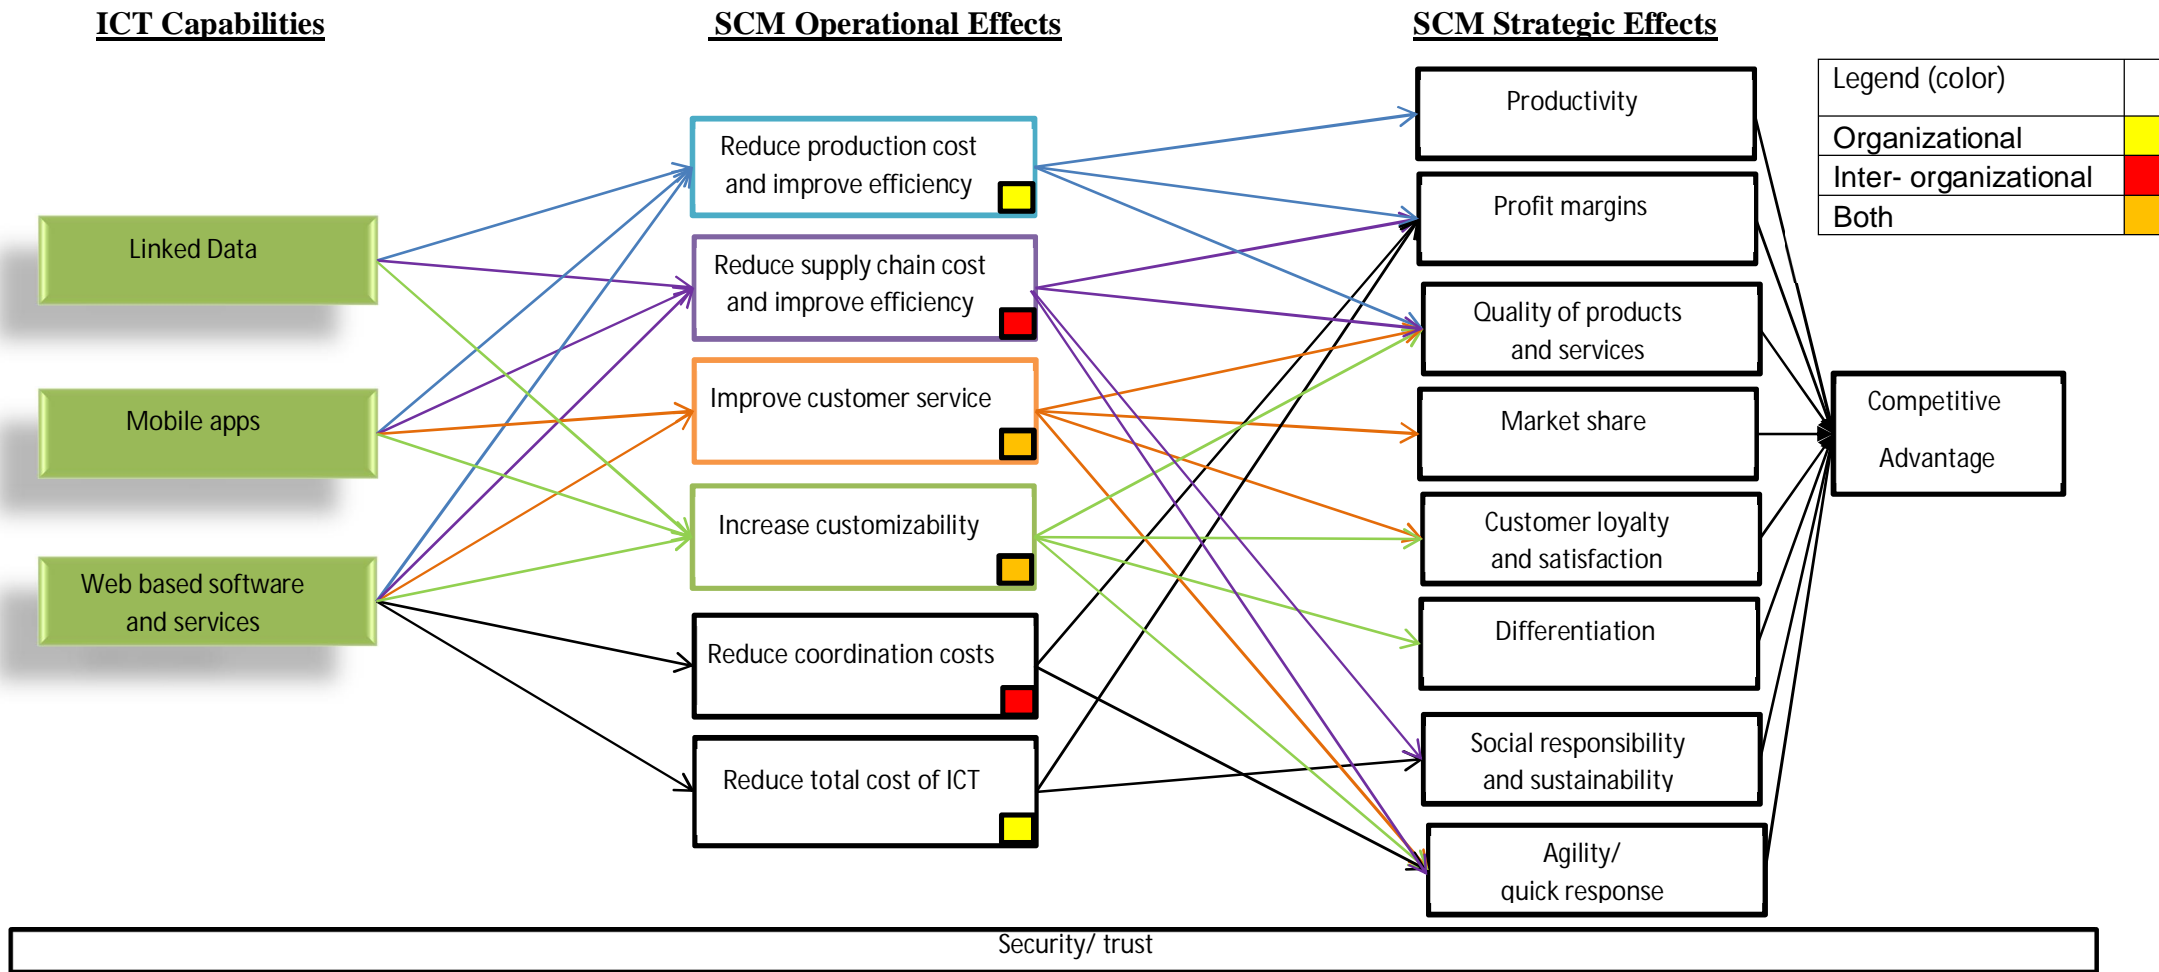 ICT Capabilities
SCM Operational Effects
SCM Strategic Effects
Legend (color)
Organizational
Inter- organizational
Both
Linked Data
Mobile apps
Web based software
and services
Reduce production cost
and improve efficiency
Reduce supply chain cost
and improve efficiency
Improve customer service
Increase customizability
Reduce coordination costs
Reduce total cost of ICT
Productivity
Profit margins
Quality of products
and services
Market share
Customer loyalty
and satisfaction
Differentiation
Social responsibility
and sustainability
Agility/
quick response
Competitive
Advantage
Security/ trust